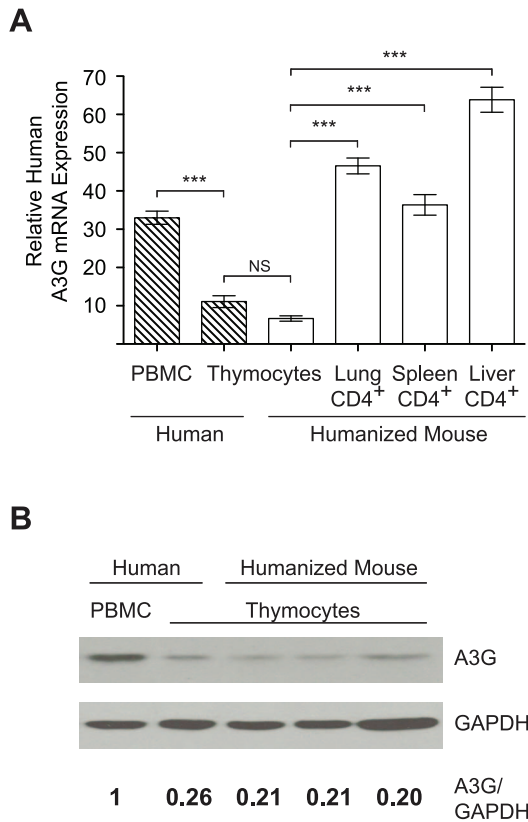 A
Relative Human
A3G mRNA Expression
70
60
50
40
30
20
10
***
NS
***
***
***
PBMC Thymocytes Lung CD4+ Spleen CD4+ Liver CD4+
Human Humanized Mouse
B
Human Humanized Mouse
PBMC Thymocytes
A3G
GAPDH
1 0.26 0.21 0.21 0.20 A3G/
GAPDH